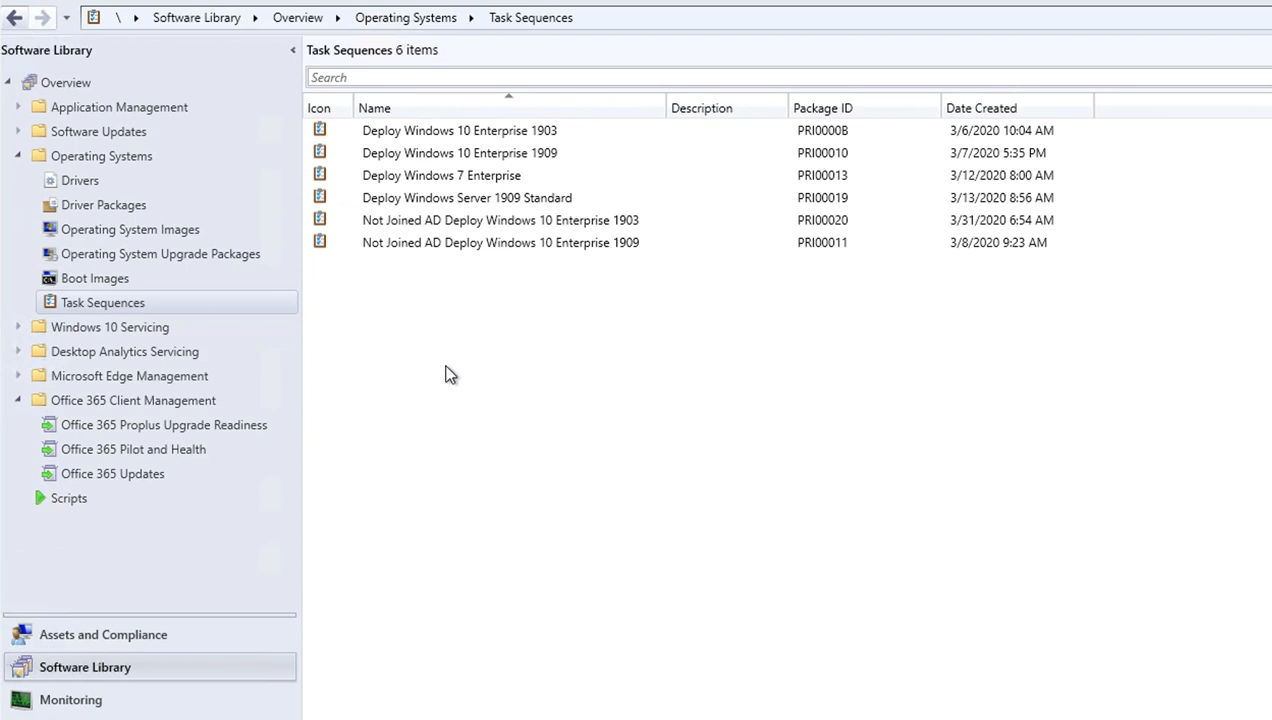 \ Software Library Overview Operating Systems Task Sequences
Software Library
Overview
Application Management
Software Updates
Operating Systems
Drivers
Driver Packages
Operating System Images
Operating System Upgrade Packages
Boot Images
Task Sequences
Windows 10 Servicing
Desktop Analytics Servicing
Microsoft Edge Management
Office 365 Client Management
Office 365 Proplus Upgrade Readiness
Office 365 Pilot and Health
Office 365 Updates
Scripts
Assets and Compliance
Software Library
Monitoring
Task Sequences 6 items
Search
Icon Name Description Package ID Date Created
Deploy Windows 10 Enterprise 1903 PRI0000B 3/6/2020 10:04 AM
Deploy Windows 10 Enterprise 1909 PRI00010 3/7/2020 5:35 PM
Deploy Windows 7 Enterprise PRI00013 3/12/2020 8:00 AM
Deploy Windows Server 1909 Standard PRI00019 3/13/2020 8:56 AM
Not Joined AD Deploy Windows 10 Enterprise 1903 PRI00020 3/31/2020 6:54 AM
Not Joined AD Deploy Windows 10 Enterprise 1909 PRI00011 3/8/2020 9:23 AM